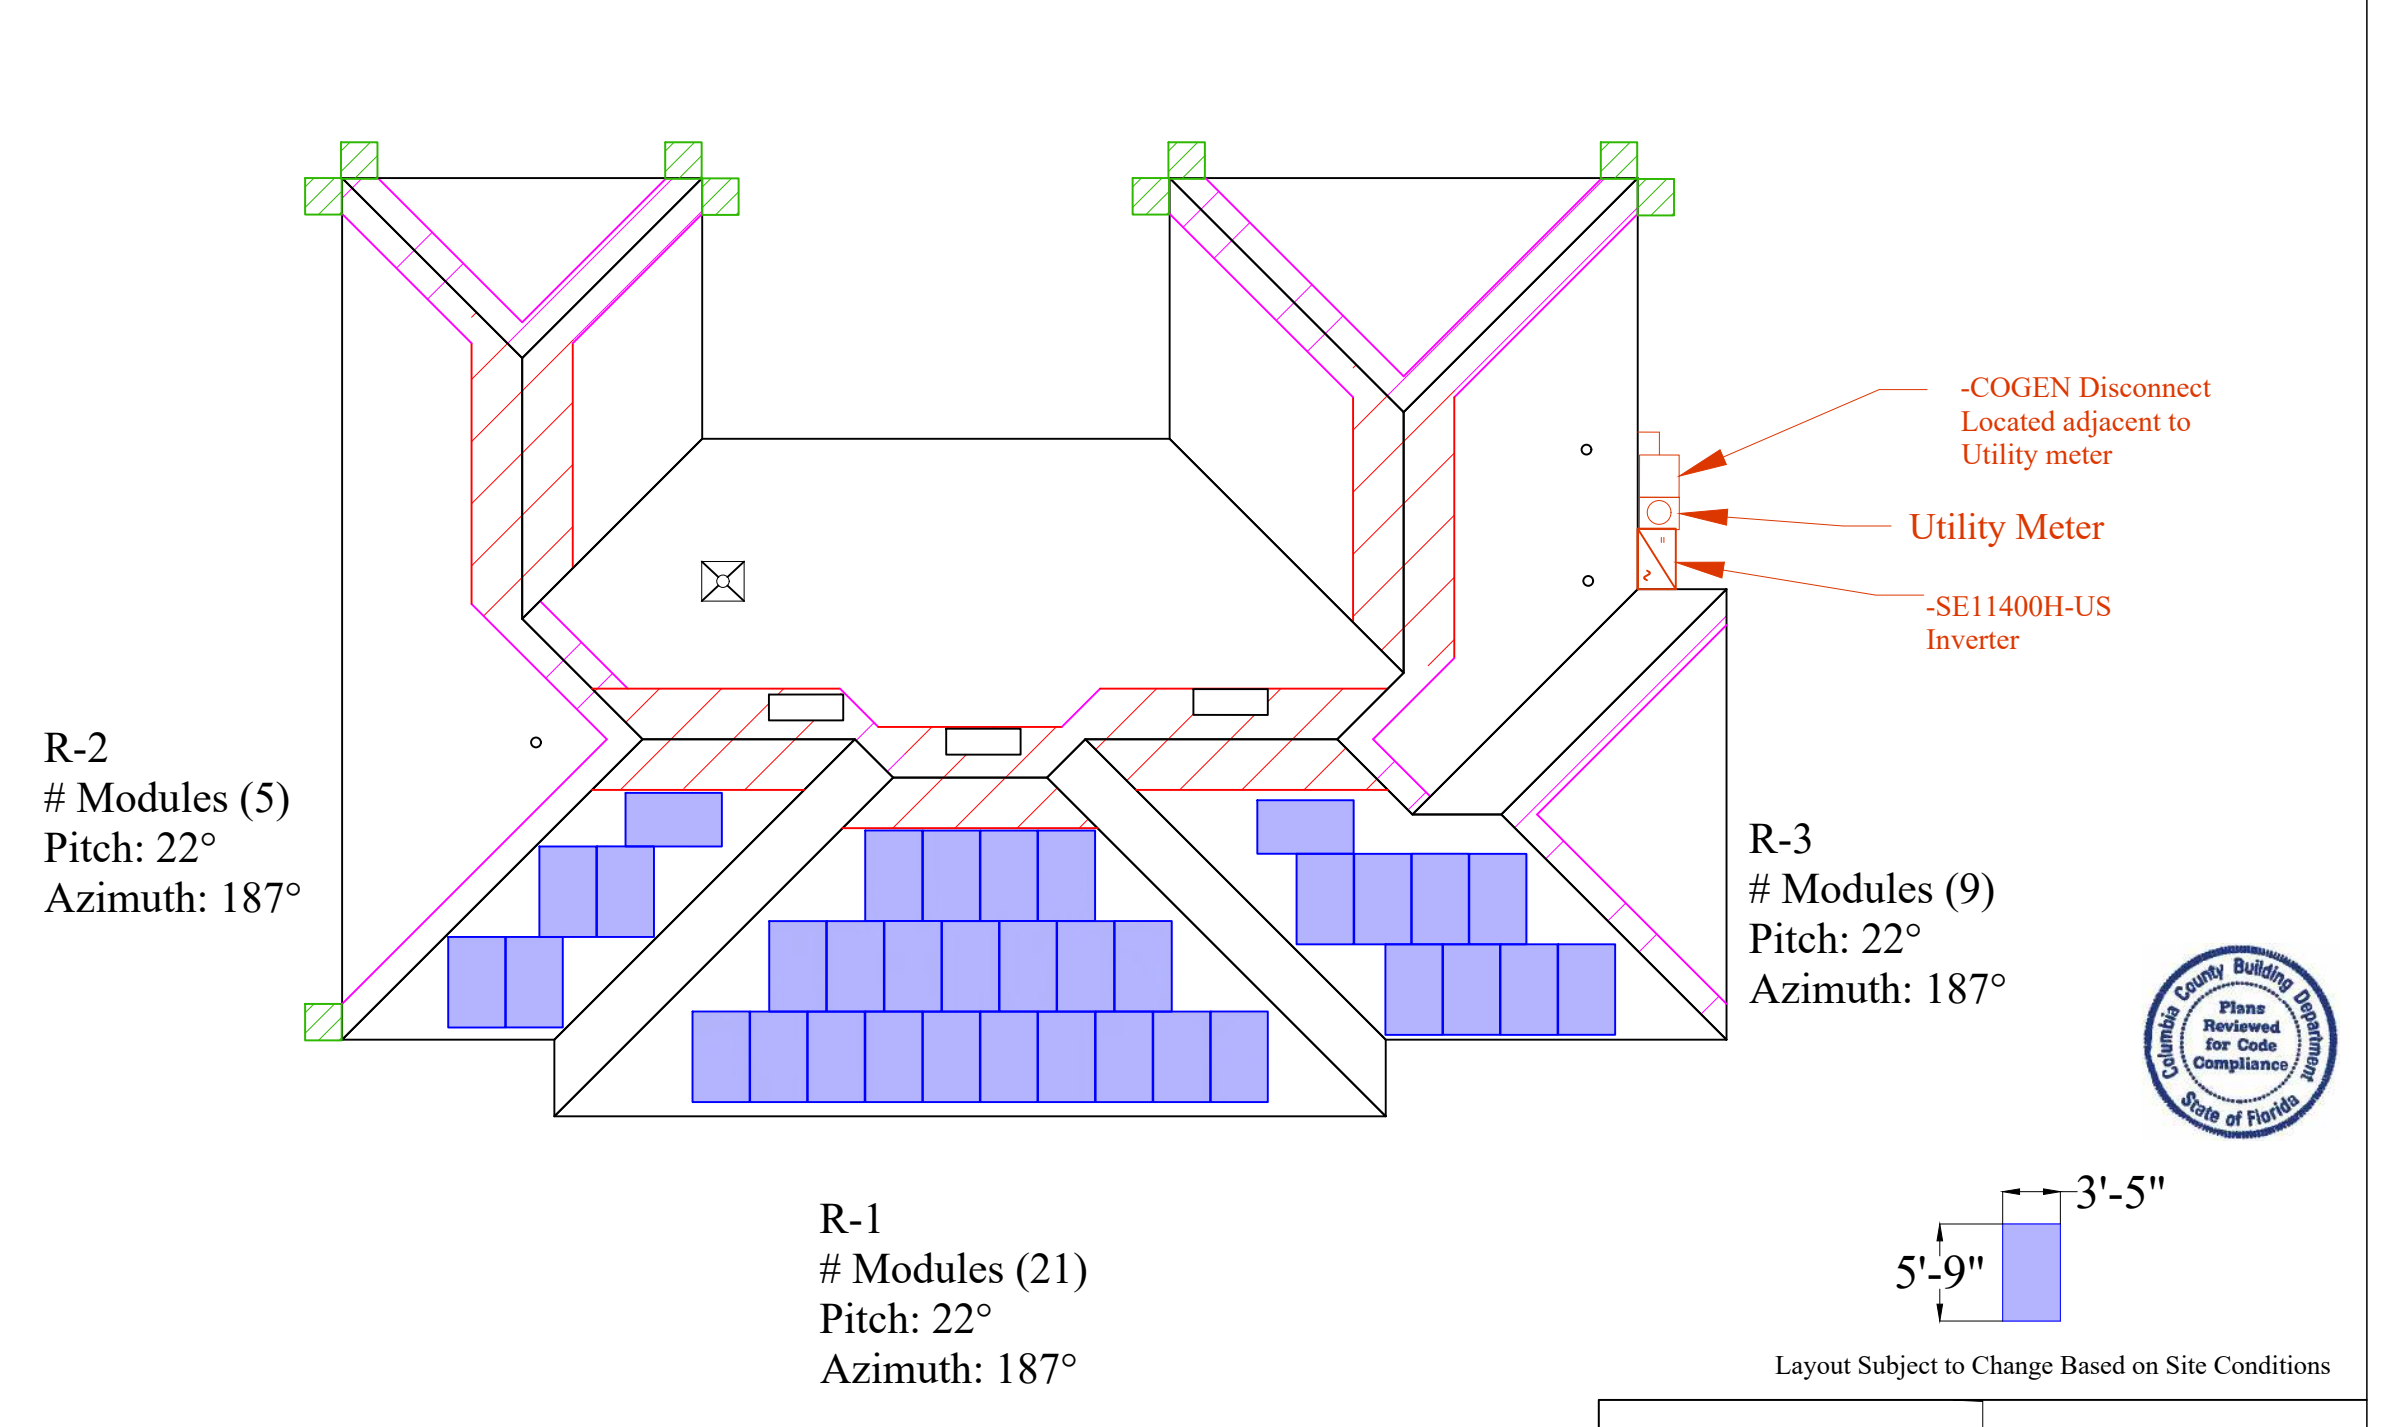 -COGEN Disconnect
Located adjacent to
Utility meter
Utility Meter
-SE11400H-US
Inverter
R-2
# Modules (5)
Pitch: 22°
Azimuth: 187°
R-3
# Modules (9)
Pitch: 22°
Azimuth: 187°
Columbia County Building Department
Plans
Reviewed
for Code
Compliance
State of Florida
R-1
# Modules (21)
Pitch: 22°
Azimuth: 187°
3'-5"
5'-9"
Layout Subject to Change Based on Site Conditions